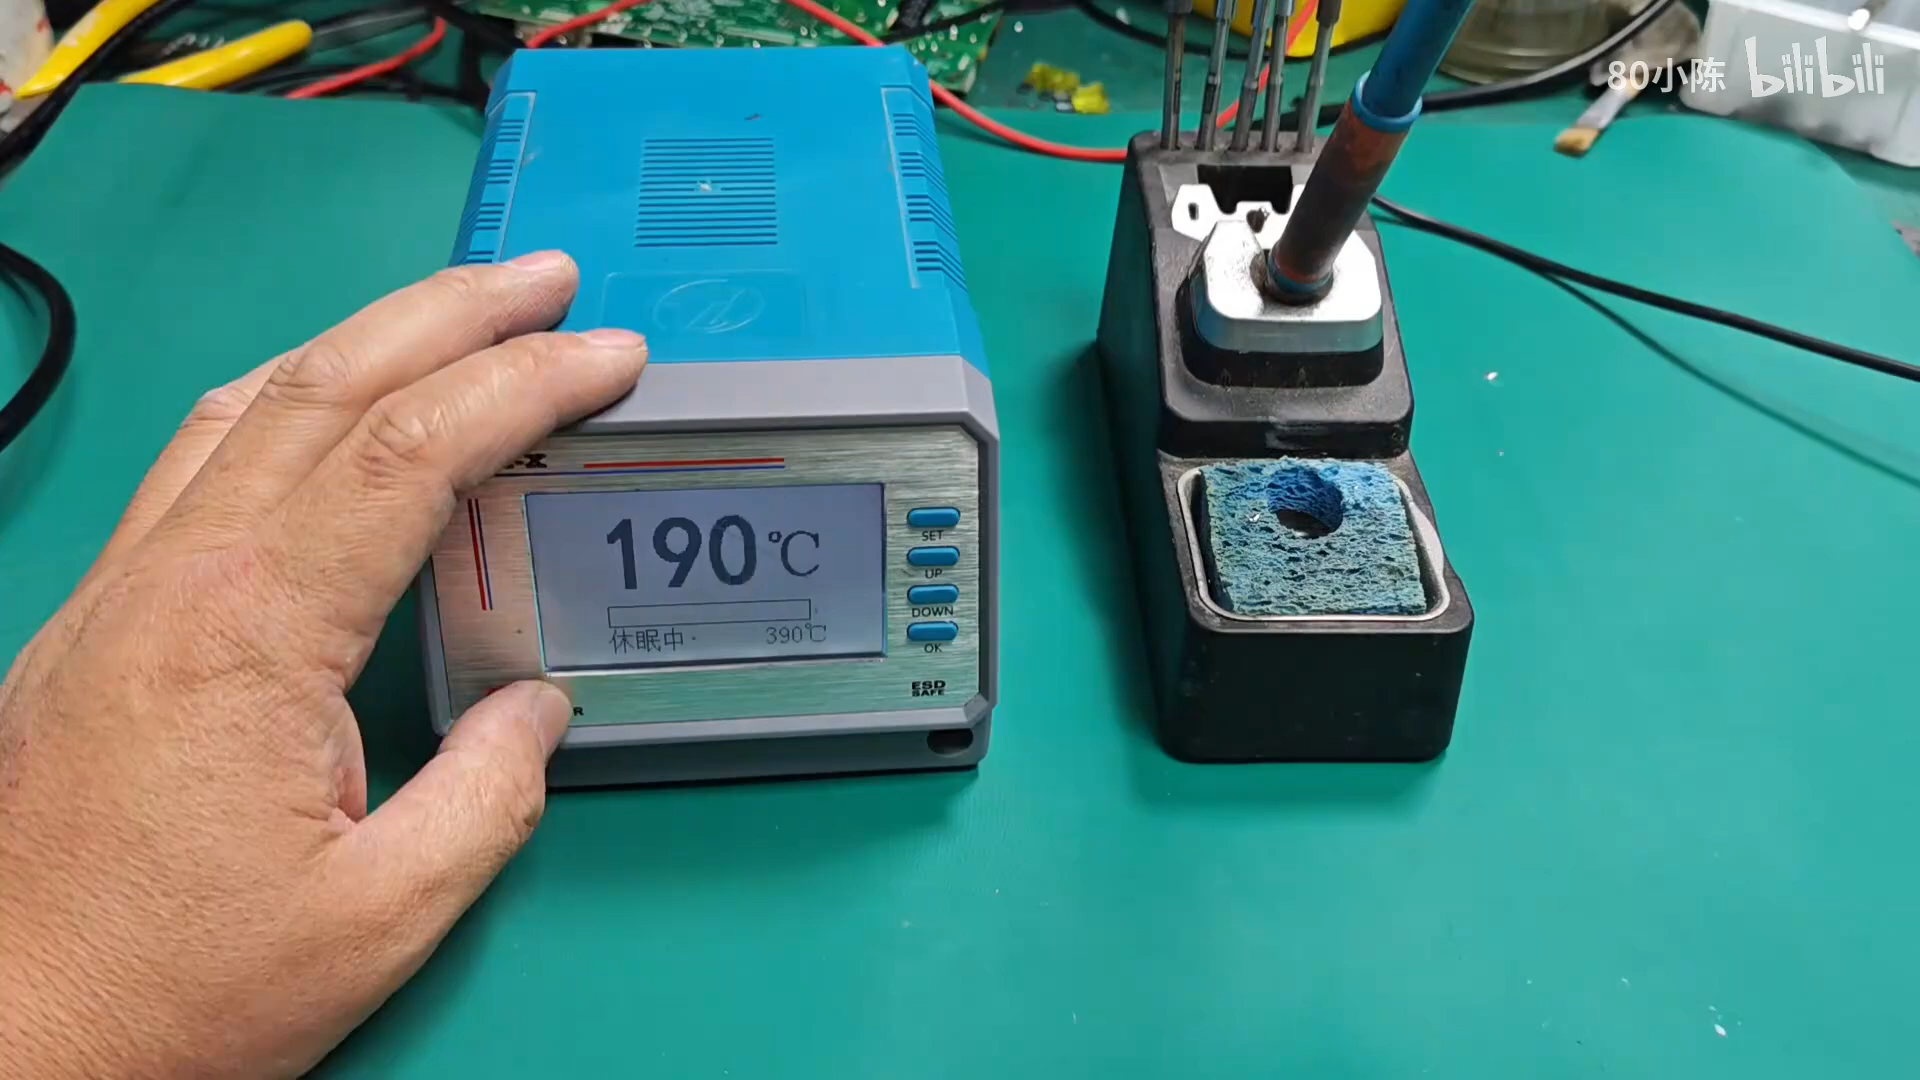 80小陈 bilibili
-X
190℃
休眠中· 390℃
SET
UP
DOWN
OK
ESD
SAFE
R